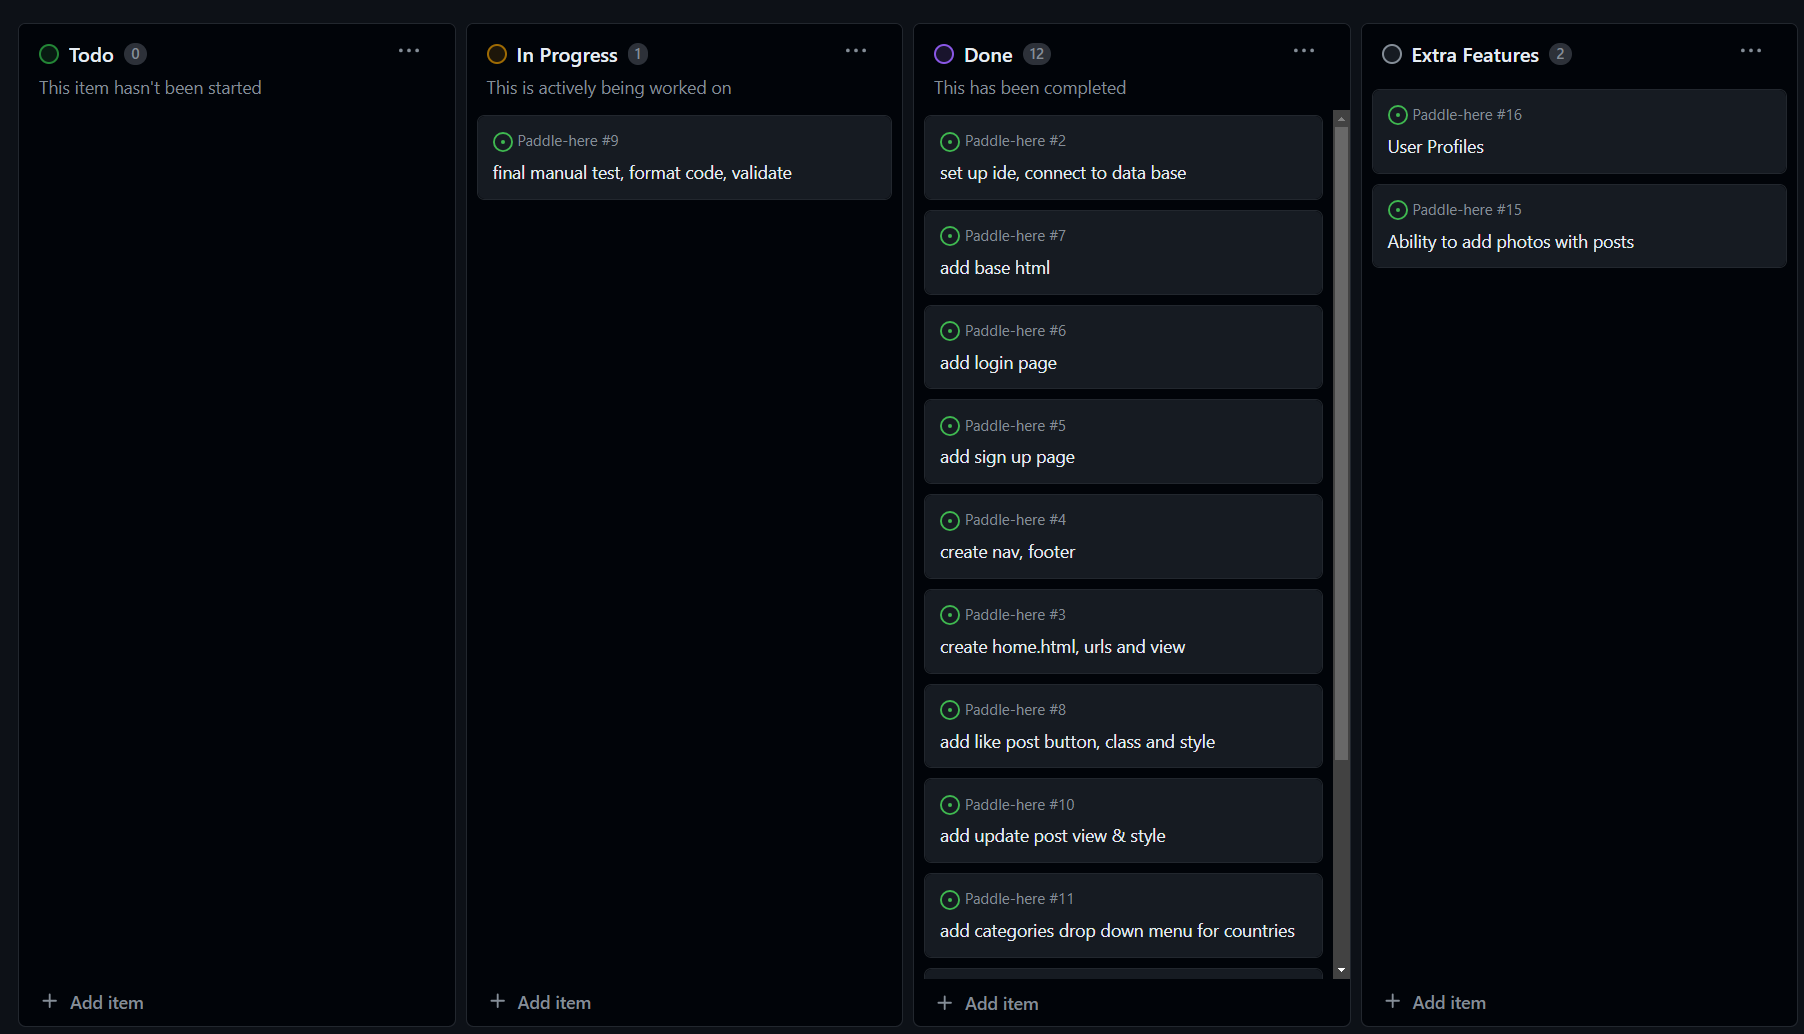 Todo 0
This item hasn't been started
Add item
In Progress 1
This is actively being worked on
Paddle-here #9
final manual test, format code, validate
Add item
Done 12
This has been completed
Paddle-here #2
set up ide, connect to data base
Paddle-here #7
add base html
Paddle-here #6
add login page
Paddle-here #5
add sign up page
Paddle-here #4
create nav, footer
Paddle-here #3
create home.html, urls and view
Paddle-here #8
add like post button, class and style
Paddle-here #10
add update post view & style
Paddle-here #11
add categories drop down menu for countries
Add item
Extra Features 2
Paddle-here #16
User Profiles
Paddle-here #15
Ability to add photos with posts
Add item